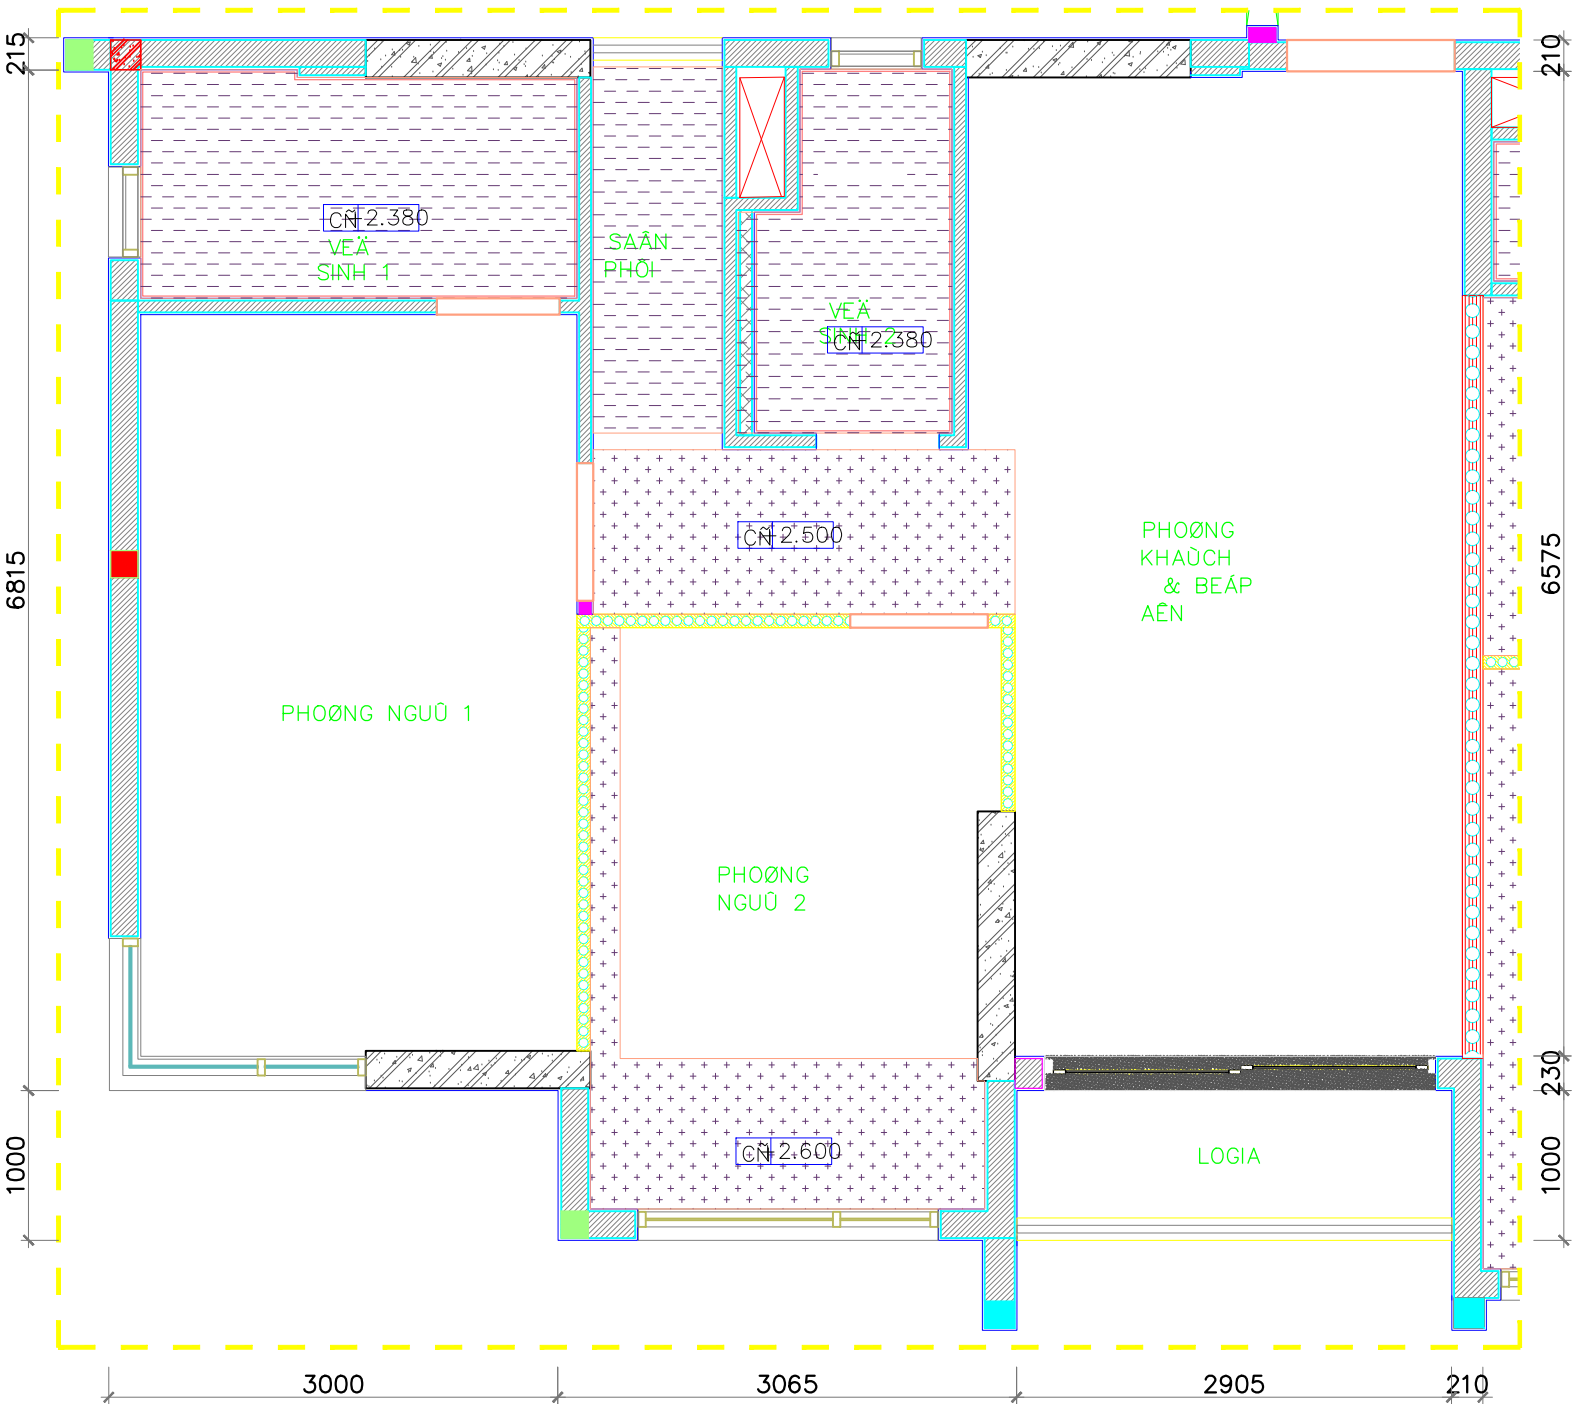 215
210
CÑ +2.380
VEÄ
SINH 1
SAÂN
PHÔI
VEÄ
SINH 2
CÑ +2.380
CÑ +2.500
PHOØNG
KHAÙCH
& BEÁP
AÊN
6815
6575
PHOØNG NGUÛ 1
PHOØNG
NGUÛ 2
230
1000
CÑ +2.600
LOGIA
1000
3000
3065
2905
210